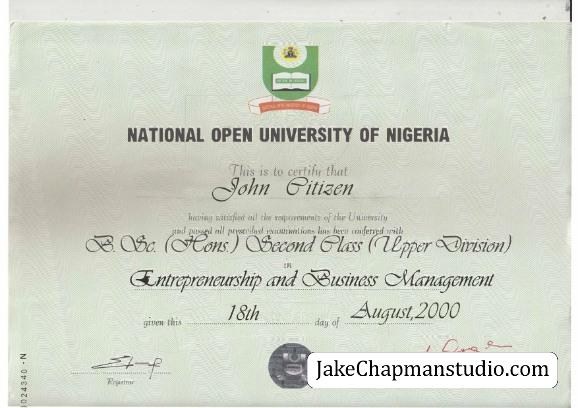 NATIONAL OPEN UNIVERSITY OF NIGERIA
This is to certify that
John Citizen
having satisfied all the requirements of the University
and passed all prescribed examinations has been conferred with
B. Sc. (Hons.) Second Class (Upper Division)
in
Entrepreneurship and Business Management
given this 18th day of August, 2000
Registrar
JakeChapmanstudio.com
024340 - N